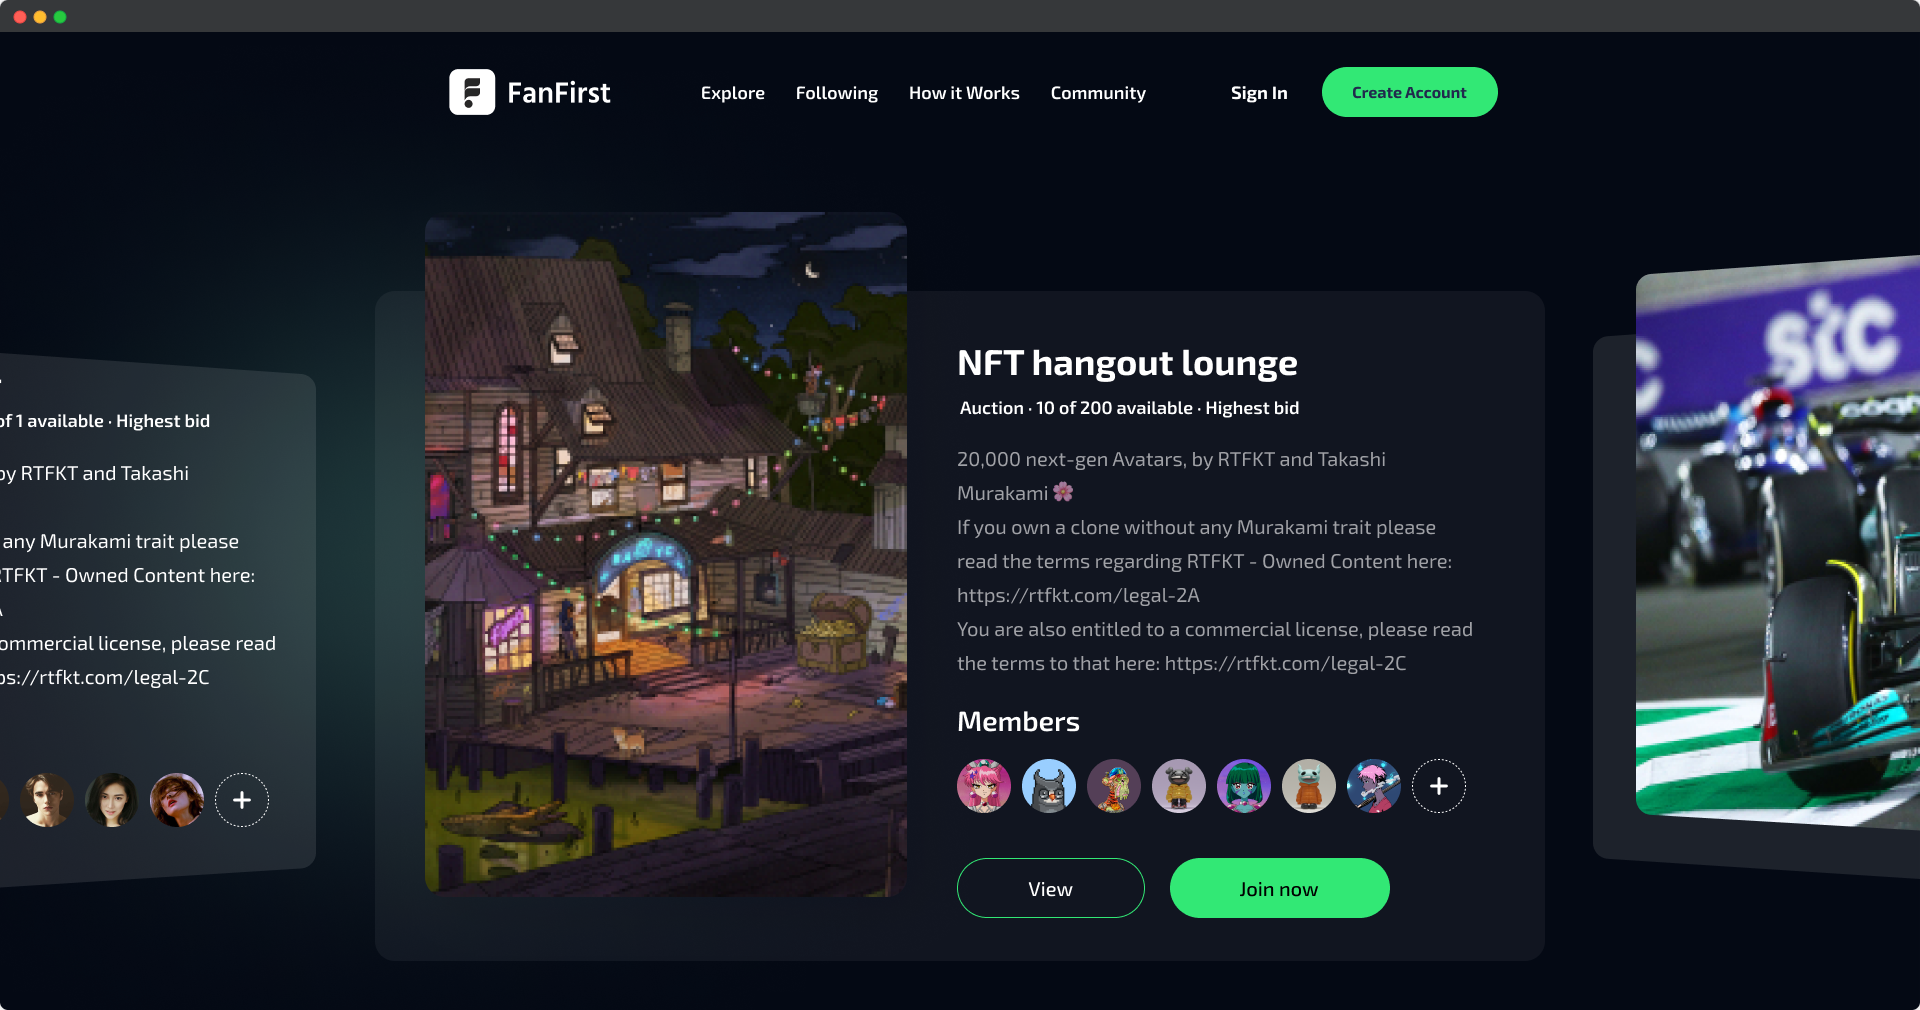 FanFirst
Explore
Following
How it Works
Community
Sign In
Create Account
of 1 available · Highest bid
by RTFKT and Takashi
any Murakami trait please
RTFKT - Owned Content here:
A
commercial license, please read
https://rtfkt.com/legal-2C
NFT hangout lounge
Auction · 10 of 200 available · Highest bid
20,000 next-gen Avatars, by RTFKT and Takashi
Murakami 🌸
If you own a clone without any Murakami trait please
read the terms regarding RTFKT - Owned Content here:
https://rtfkt.com/legal-2A
You are also entitled to a commercial license, please read
the terms to that here: https://rtfkt.com/legal-2C
Members
View
Join now
BAYC
stc